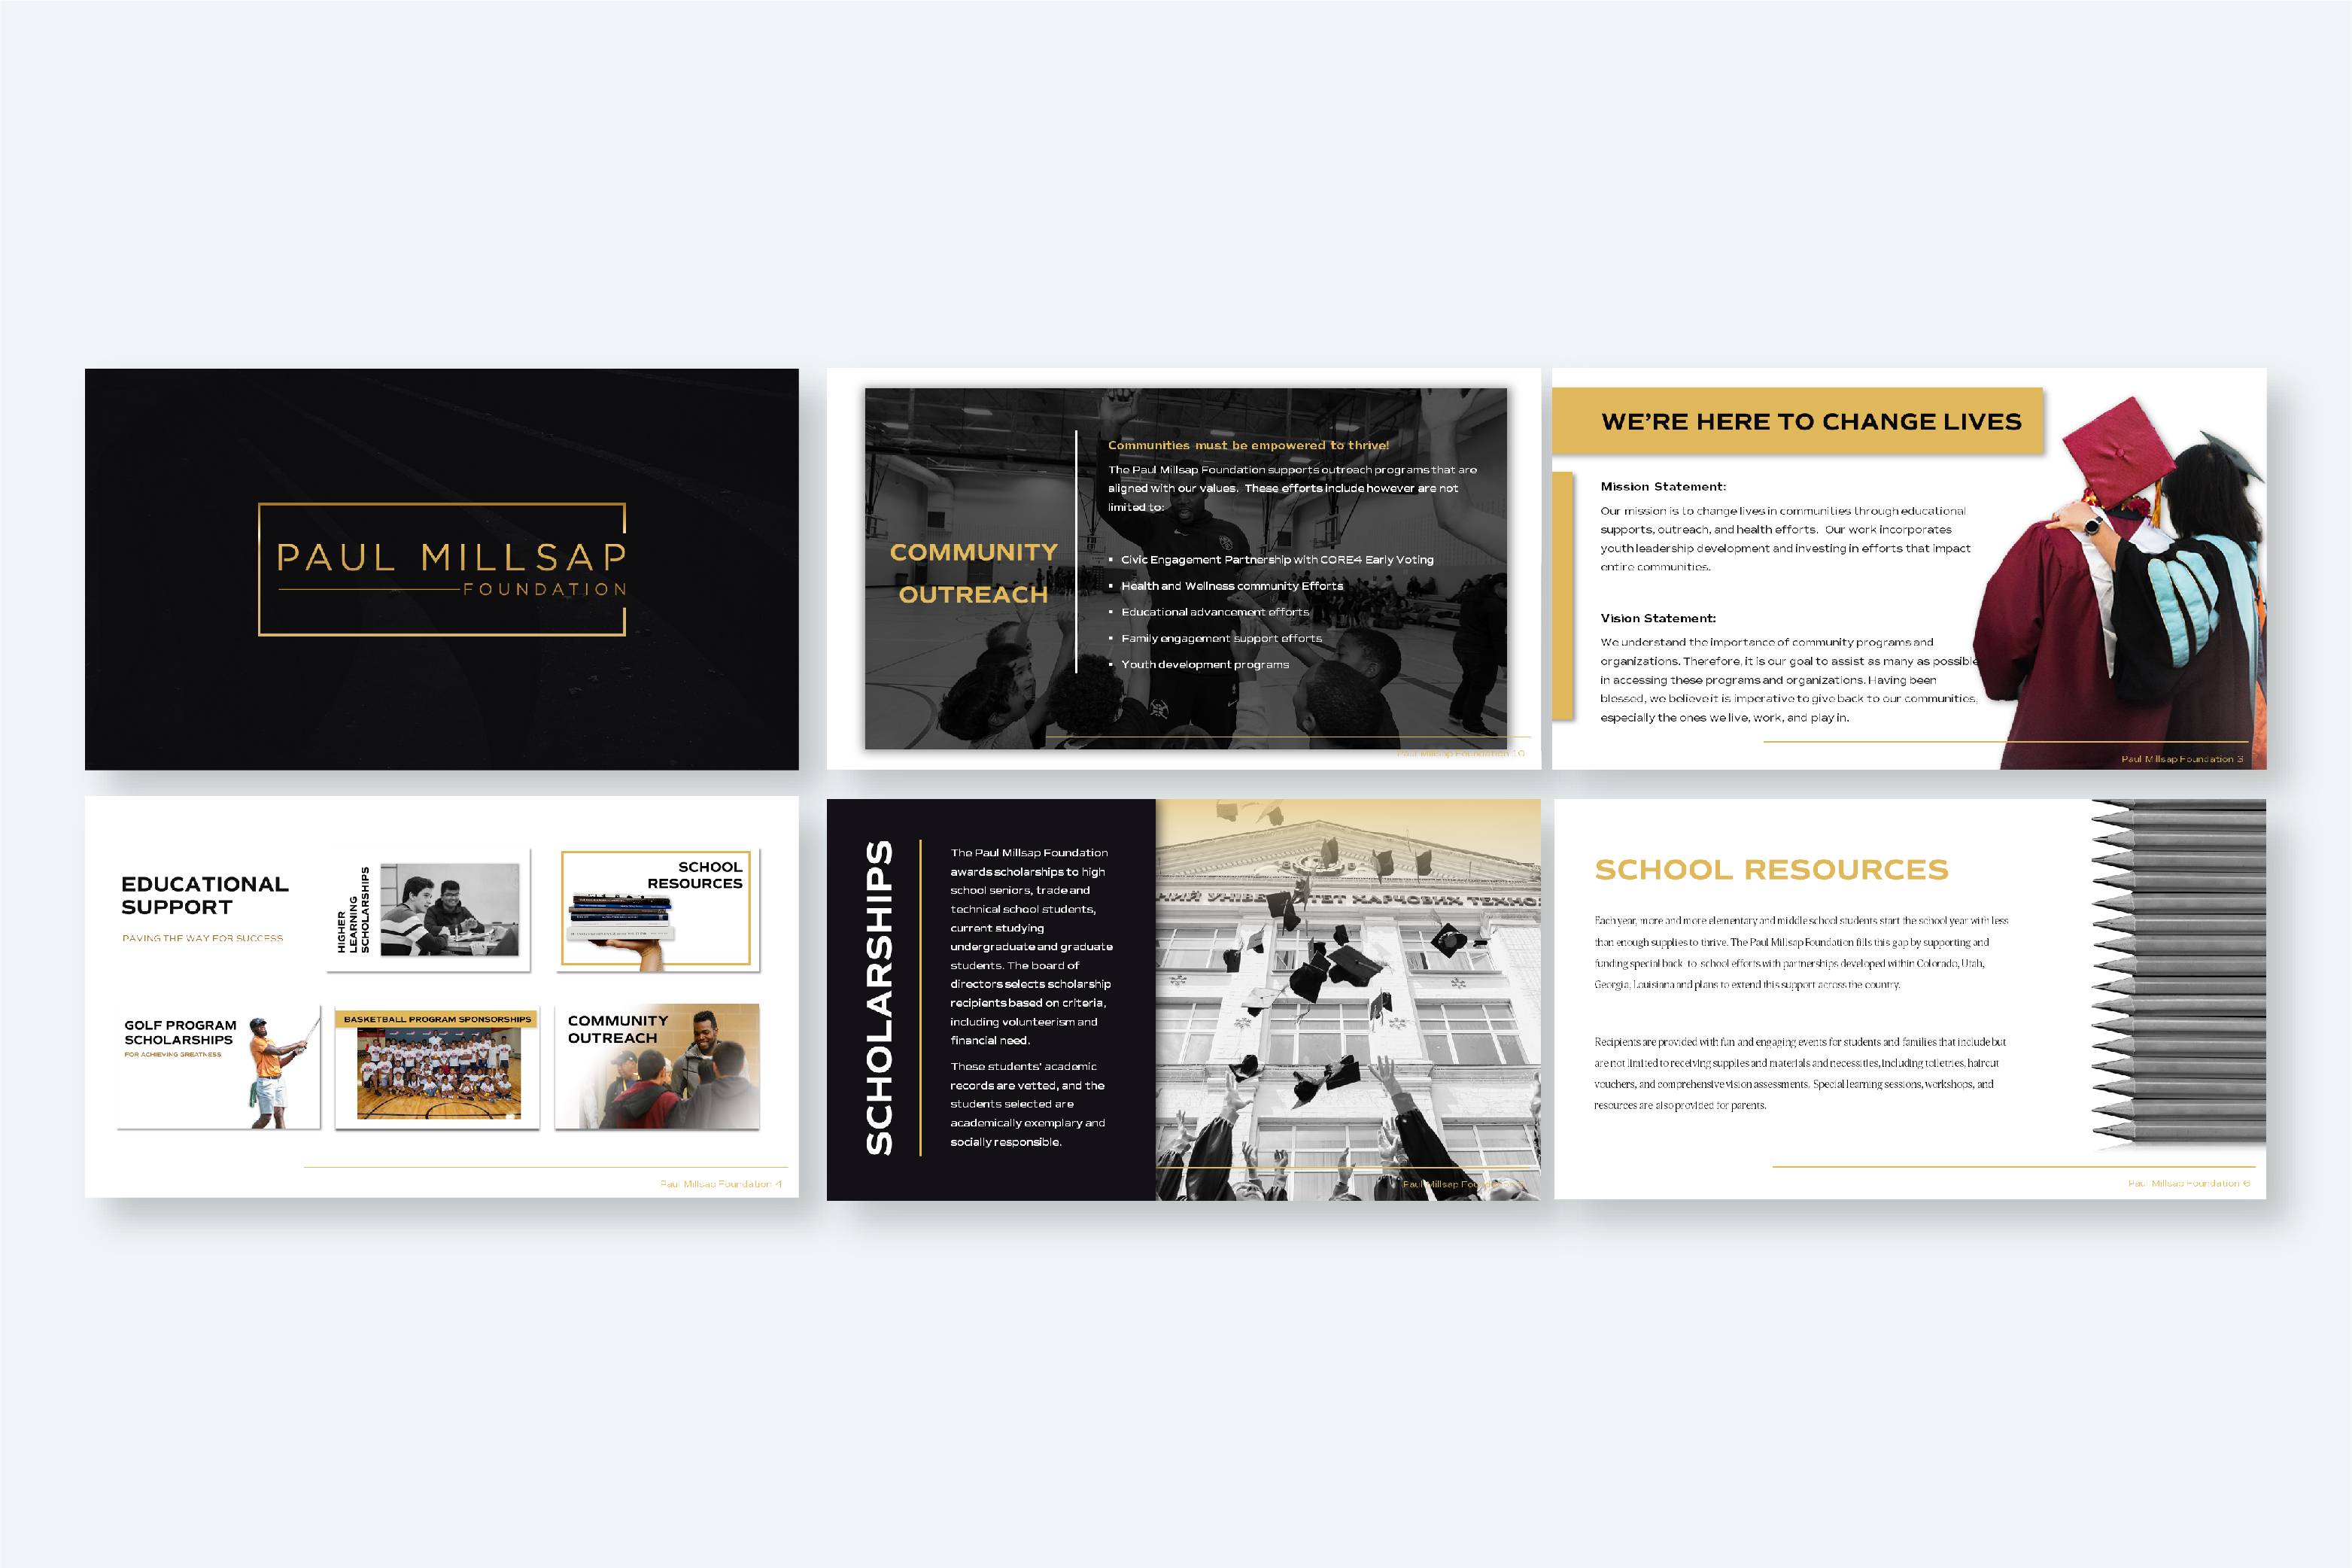 PAUL MILLSAP
FOUNDATION
COMMUNITY
OUTREACH
Communities must be empowered to thrive!
The Paul Millsap Foundation supports outreach programs that are
aligned with our values. These efforts include however are not
limited to:
▪ Civic Engagement Partnership with CORE4 Early Voting
▪ Health and Wellness community Efforts
▪ Educational advancement efforts
▪ Family engagement support efforts
▪ Youth development programs
Paul Millsap Foundation 10
WE’RE HERE TO CHANGE LIVES
Mission Statement:
Our mission is to change lives in communities through educational
supports, outreach, and health efforts. Our work incorporates
youth leadership development and investing in efforts that impact
entire communities.
Vision Statement:
We understand the importance of community programs and
organizations. Therefore, it is our goal to assist as many as possible
in accessing these programs and organizations. Having been
blessed, we believe it is imperative to give back to our communities,
especially the ones we live, work, and play in.
Paul Millsap Foundation 3
EDUCATIONAL
SUPPORT
PAVING THE WAY FOR SUCCESS
HIGHER
LEARNING
SCHOLARSHIPS
SCHOOL
RESOURCES
GOLF PROGRAM
SCHOLARSHIPS
FOR ACHIEVING GREATNESS
BASKETBALL PROGRAM SPONSORSHIPS
COMMUNITY
OUTREACH
Paul Millsap Foundation 4
SCHOLARSHIPS
The Paul Millsap Foundation
awards scholarships to high
school seniors, trade and
technical school students,
current studying
undergraduate and graduate
students. The board of
directors selects scholarship
recipients based on criteria,
including volunteerism and
financial need.
These students’ academic
records are vetted, and the
students selected are
academically exemplary and
socially responsible.
НИЙ УНІВЕ ТЕТ ХАРЧОВИХ ТЕХНО
Paul Millsap
SCHOOL RESOURCES
Each year, more and more elementary and middle school students start the school year with less
than enough supplies to thrive. The Paul Millsap Foundation fills this gap by supporting and
funding special back-to-school efforts with partnerships developed within Colorado, Utah,
Georgia, Louisiana and plans to extend this support across the country.
Recipients are provided with fun and engaging events for students and families that include but
are not limited to receiving supplies and materials and necessities, including toiletries, haircut
vouchers, and comprehensive vision assessments. Special learning sessions, workshops, and
resources are also provided for parents.
Paul Millsap Foundation 6